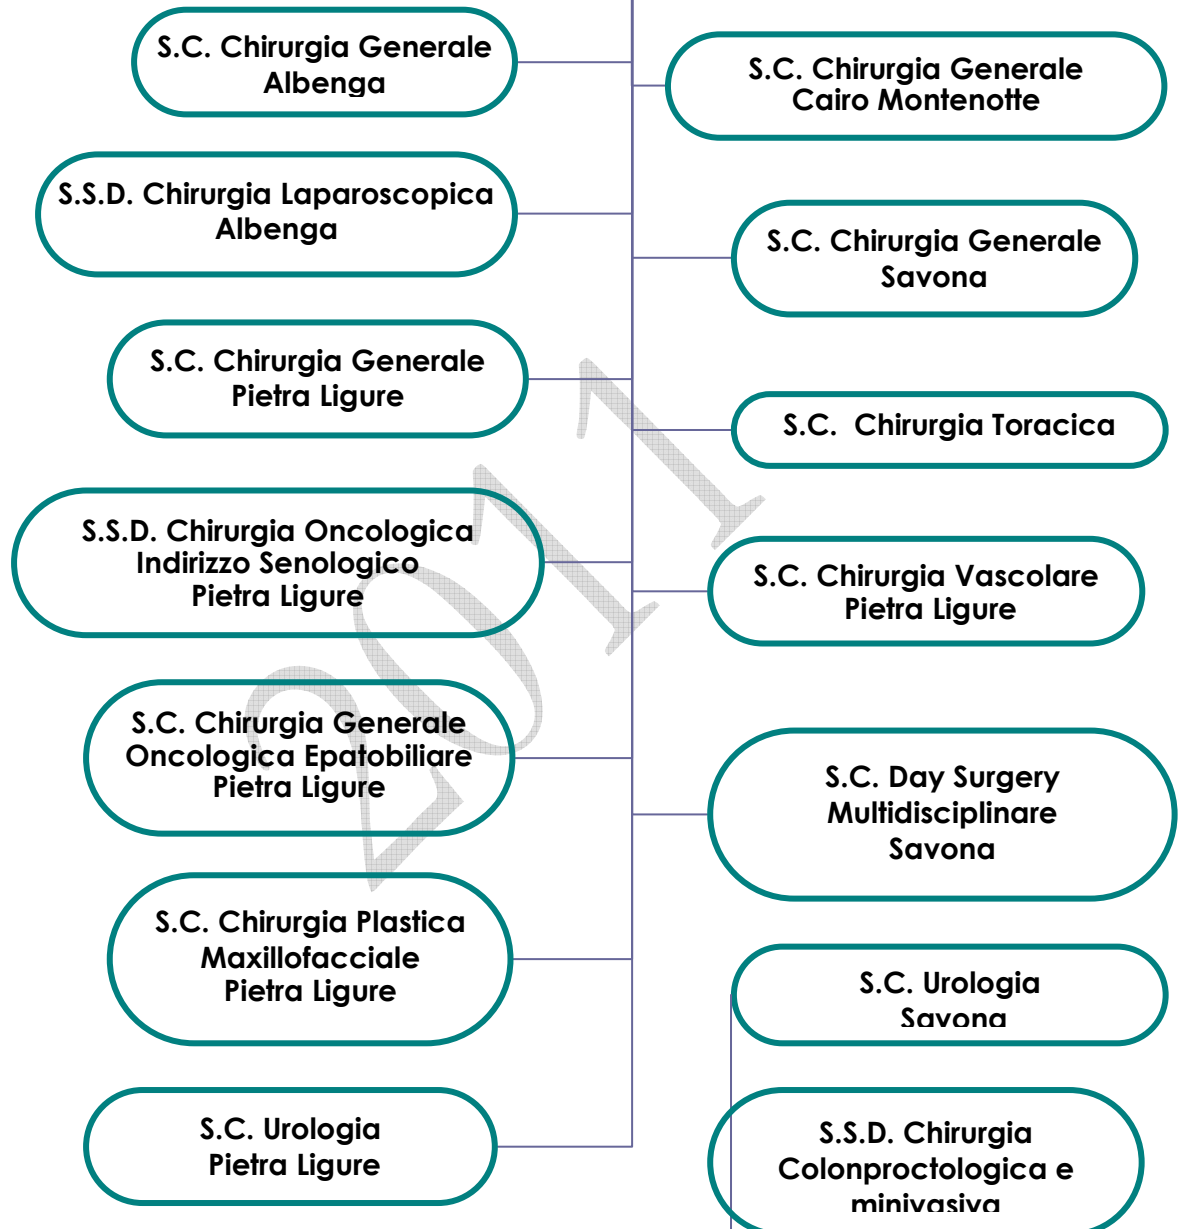 S.C. Chirurgia Generale
Albenga
S.C. Chirurgia Generale
Cairo Montenotte
S.S.D. Chirurgia Laparoscopica
Albenga
S.C. Chirurgia Generale
Savona
S.C. Chirurgia Generale
Pietra Ligure
S.C. Chirurgia Toracica
S.S.D. Chirurgia Oncologica
Indirizzo Senologico
Pietra Ligure
S.C. Chirurgia Vascolare
Pietra Ligure
S.C. Chirurgia Generale
Oncologica Epatobiliare
Pietra Ligure
S.C. Day Surgery
Multidisciplinare
Savona
S.C. Chirurgia Plastica
Maxillofacciale
Pietra Ligure
S.C. Urologia
Savona
S.C. Urologia
Pietra Ligure
S.S.D. Chirurgia
Colonproctologica e
minivasiva
2011